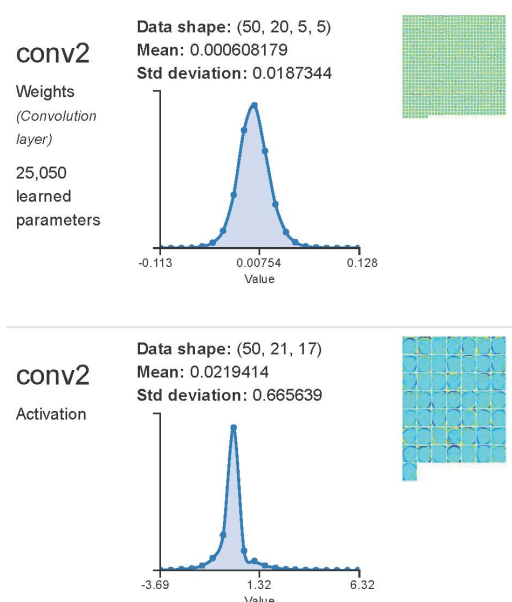 conv2
Weights
(Convolution
layer)
25,050
learned
parameters
Data shape: (50, 20, 5, 5)
Mean: 0.000608179
Std deviation: 0.0187344
-0.113 0.00754 0.128
Value
conv2
Activation
Data shape: (50, 21, 17)
Mean: 0.0219414
Std deviation: 0.665639
-3.69 1.32 6.32
Value